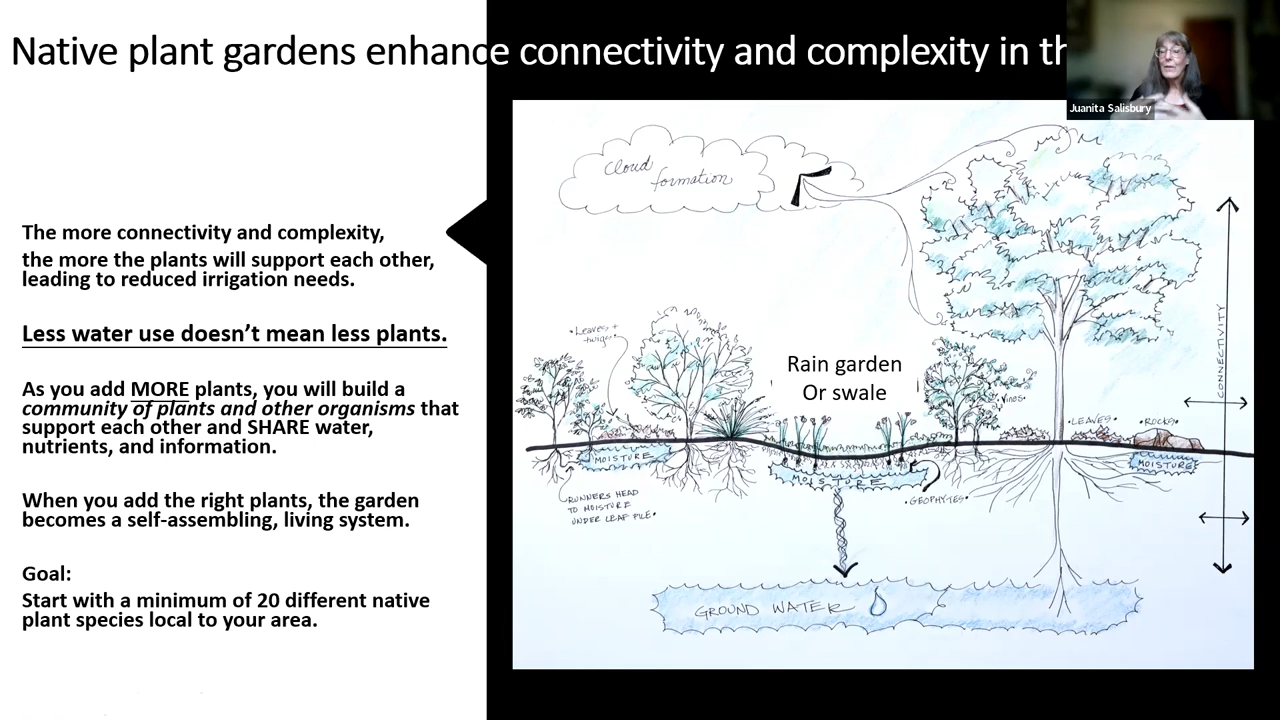 Native plant gardens enhance connectivity and complexity in th
Juanita Salisbury
The more connectivity and complexity,
the more the plants will support each other,
leading to reduced irrigation needs.
Less water use doesn’t mean less plants.
As you add MORE plants, you will build a
community of plants and other organisms that
support each other and SHARE water,
nutrients, and information.
When you add the right plants, the garden
becomes a self-assembling, living system.
Goal:
Start with a minimum of 20 different native
plant species local to your area.
Cloud
formation
•Leaves +
twigs•
Rain garden
Or swale
•Vines•
•LEAVES•
•ROCKS•
CONNECTIVITY
MOISTURE
MOISTURE
MOISTURE
RUNNERS HEAD
TO MOISTURE
UNDER LEAF PILE•
•GEOPHYTES•
GROUND WATER